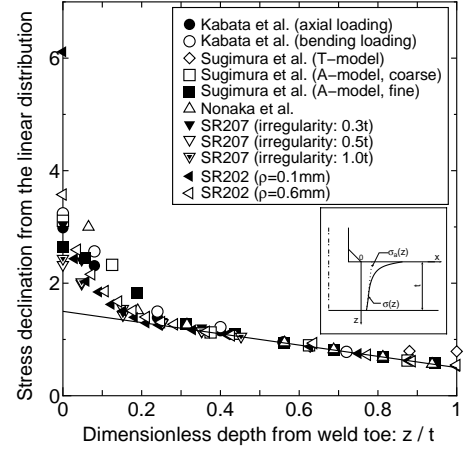 Stress declination from the linear distribution
6
4
2
0
0
0.2
0.4
0.6
0.8
1
Dimensionless depth from weld toe: z / t
Kabata et al. (axial loading)
Kabata et al. (bending loading)
Sugimura et al. (T−model)
Sugimura et al. (A−model, coarse)
Sugimura et al. (A−model, fine)
Nonaka et al.
SR207 (irregularity: 0.3t)
SR207 (irregularity: 0.5t)
SR207 (irregularity: 1.0t)
SR202 (ρ=0.1mm)
SR202 (ρ=0.6mm)
0
σa(z)
x
t
σ(z)
z